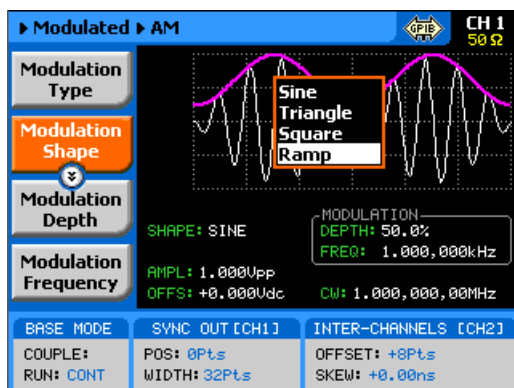 ▸ Modulated ▸ AM
GPIB
CH 1
50 Ω
Modulation
Type
Modulation
Shape
Modulation
Depth
Modulation
Frequency
Sine
Triangle
Square
Ramp
SHAPE: SINE
MODULATION
DEPTH: 50.0%
FREQ: 1.000,000kHz
AMPL: 1.000Vpp
OFFS: +0.000Vdc
CW: 1.000,000,00MHz
BASE MODE
COUPLE:
RUN: CONT
SYNC OUT [CH1]
POS: 0Pts
WIDTH: 32Pts
INTER-CHANNELS [CH2]
OFFSET: +8Pts
SKEW: +0.00ns